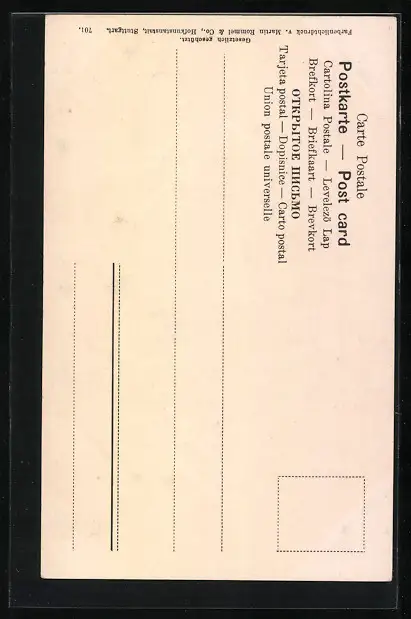 Carte Postale
Postkarte — Post card
Cartolina Postale — Levelező Lap
Brefkort — Briefkaart — Brevkort
ОТКРЫТОЕ ПИСЬМО
Tarjeta postal — Dopisnice — Carto postal
Union postale universelle
Gesetzlich geschützt.
Farbenlichtdruck v. Martin Rommel & Co., Hofkunstanstalt, Stuttgart. 701.